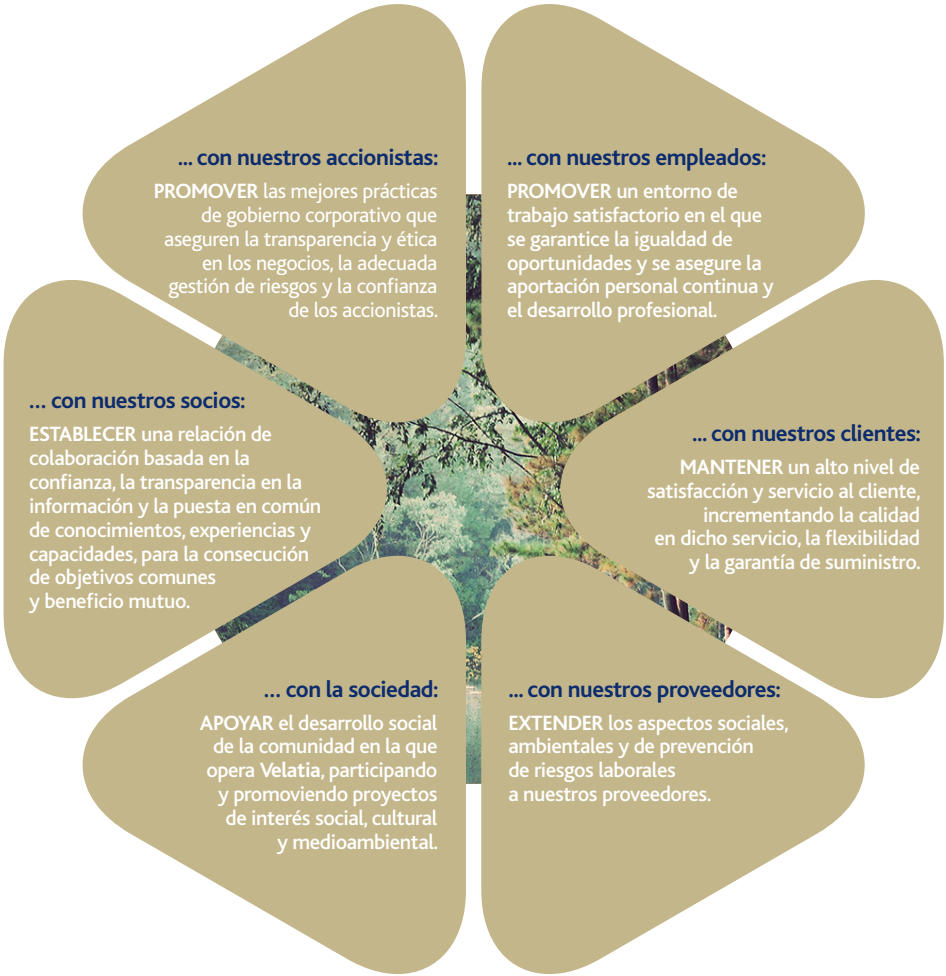 ... con nuestros accionistas:
PROMOVER las mejores prácticas
de gobierno corporativo que
aseguren la transparencia y ética
en los negocios, la adecuada
gestión de riesgos y la confianza
de los accionistas.
... con nuestros empleados:
PROMOVER un entorno de
trabajo satisfactorio en el que
se garantice la igualdad de
oportunidades y se asegure la
aportación personal continua y
el desarrollo profesional.
... con nuestros socios:
ESTABLECER una relación de
colaboración basada en la
confianza, la transparencia en la
información y la puesta en común
de conocimientos, experiencias y
capacidades, para la consecución
de objetivos comunes
y beneficio mutuo.
... con nuestros clientes:
MANTENER un alto nivel de
satisfacción y servicio al cliente,
incrementando la calidad
en dicho servicio, la flexibilidad
y la garantía de suministro.
... con la sociedad:
APOYAR el desarrollo social
de la comunidad en la que
opera Velatia, participando
y promoviendo proyectos
de interés social, cultural
y medioambiental.
... con nuestros proveedores:
EXTENDER los aspectos sociales,
ambientales y de prevención
de riesgos laborales
a nuestros proveedores.